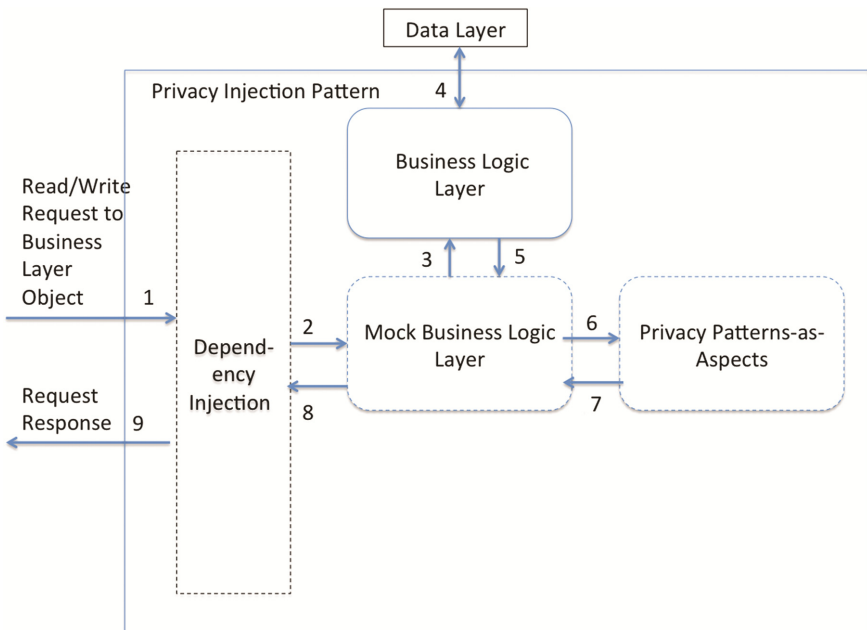 Data Layer
4
Privacy Injection Pattern
Business Logic
Layer
Read/Write
Request to
Business
Layer
Object
1
3
5
2
Mock Business Logic
Layer
6
Privacy Patterns-as-
Aspects
Depend-
ency
Injection
8
7
Request
Response
9